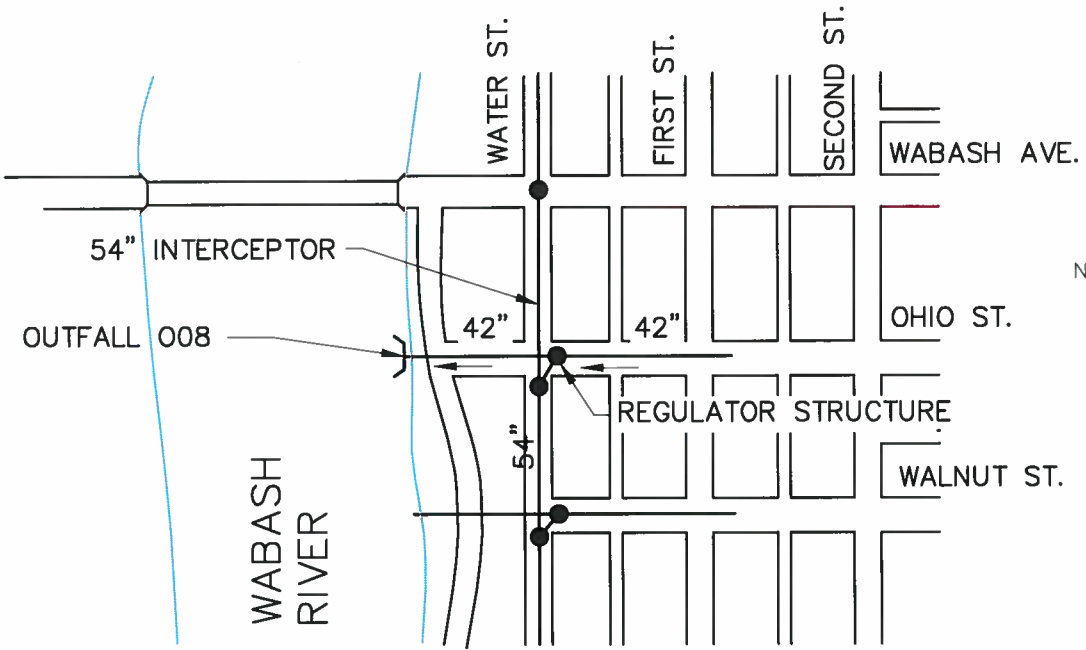 WATER ST.
FIRST ST.
SECOND ST.
WABASH AVE.
54" INTERCEPTOR
N
OUTFALL 008
42"
42"
OHIO ST.
REGULATOR STRUCTURE
54"
WALNUT ST.
WABASH
RIVER